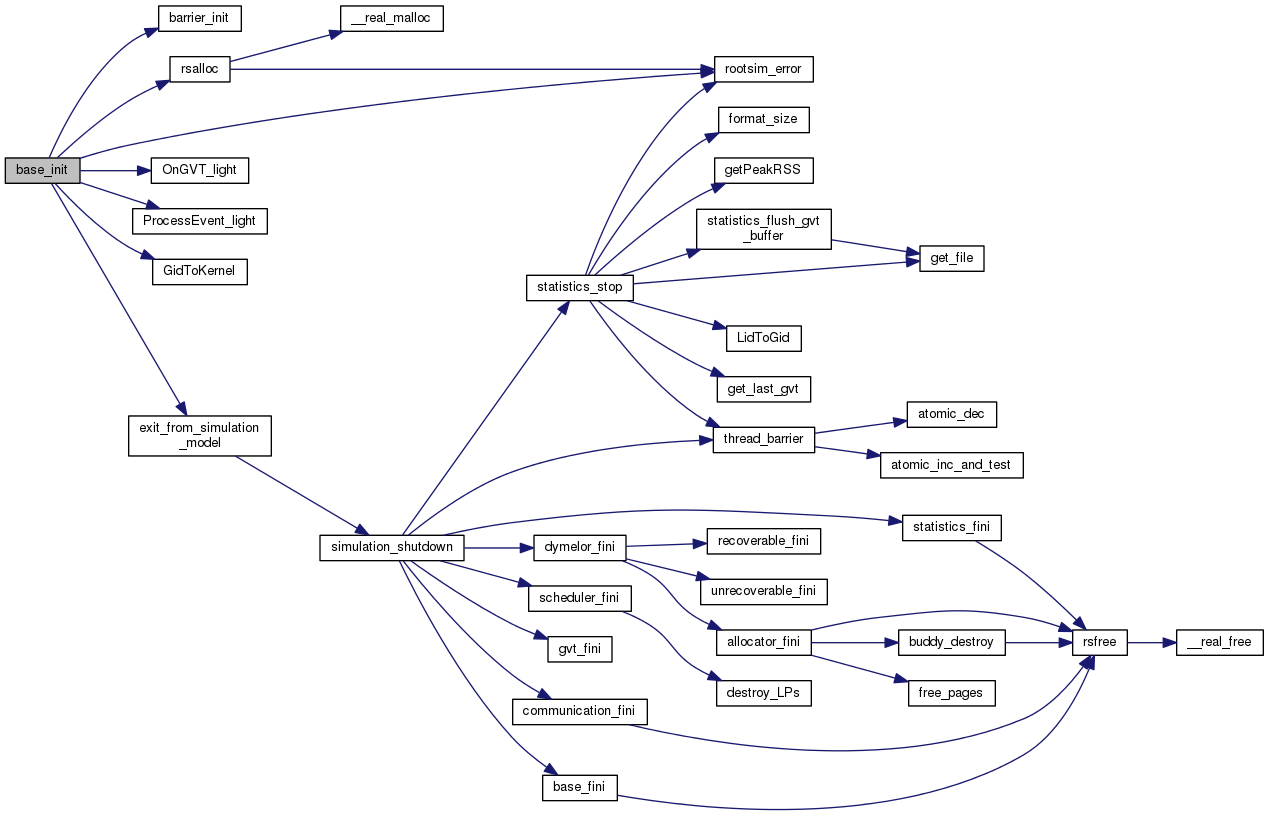 barrier_init
__real_malloc
rsalloc
rootsim_error
format_size
base_init
OnGVT_light
getPeakRSS
ProcessEvent_light
statistics_flush_gvt
_buffer
get_file
GidToKernel
statistics_stop
LidToGid
get_last_gvt
exit_from_simulation
_model
thread_barrier
atomic_dec
atomic_inc_and_test
simulation_shutdown
dymelor_fini
recoverable_fini
statistics_fini
scheduler_fini
unrecoverable_fini
gvt_fini
allocator_fini
buddy_destroy
rsfree
__real_free
destroy_LPs
free_pages
communication_fini
base_fini